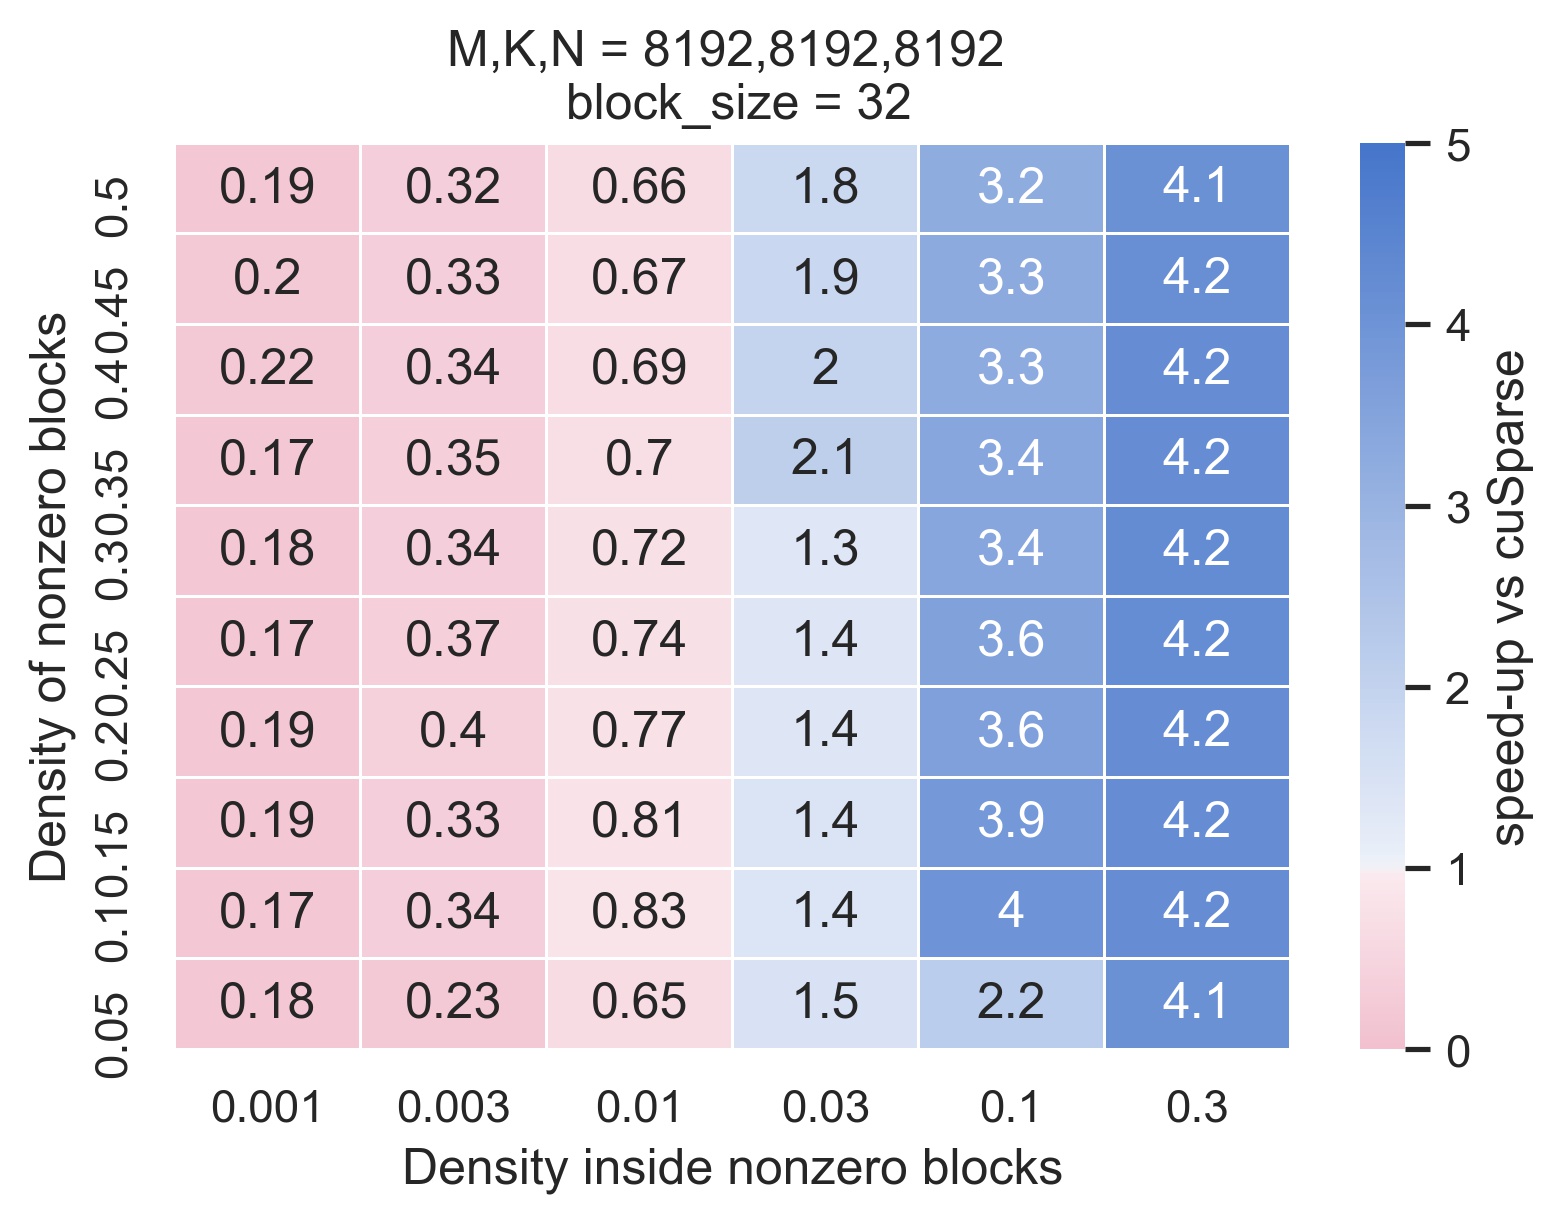 M,K,N = 8192,8192,8192
block_size = 32
Density of nonzero blocks
0.5 0.19 0.32 0.66 1.8 3.2 4.1
0.45 0.2 0.33 0.67 1.9 3.3 4.2
0.4 0.22 0.34 0.69 2 3.3 4.2
0.35 0.17 0.35 0.7 2.1 3.4 4.2
0.3 0.18 0.34 0.72 1.3 3.4 4.2
0.25 0.17 0.37 0.74 1.4 3.6 4.2
0.2 0.19 0.4 0.77 1.4 3.6 4.2
0.15 0.19 0.33 0.81 1.4 3.9 4.2
0.1 0.17 0.34 0.83 1.4 4 4.2
0.05 0.18 0.23 0.65 1.5 2.2 4.1
0.001 0.003 0.01 0.03 0.1 0.3
Density inside nonzero blocks
5
4
3
2
1
0
speed-up vs cuSparse